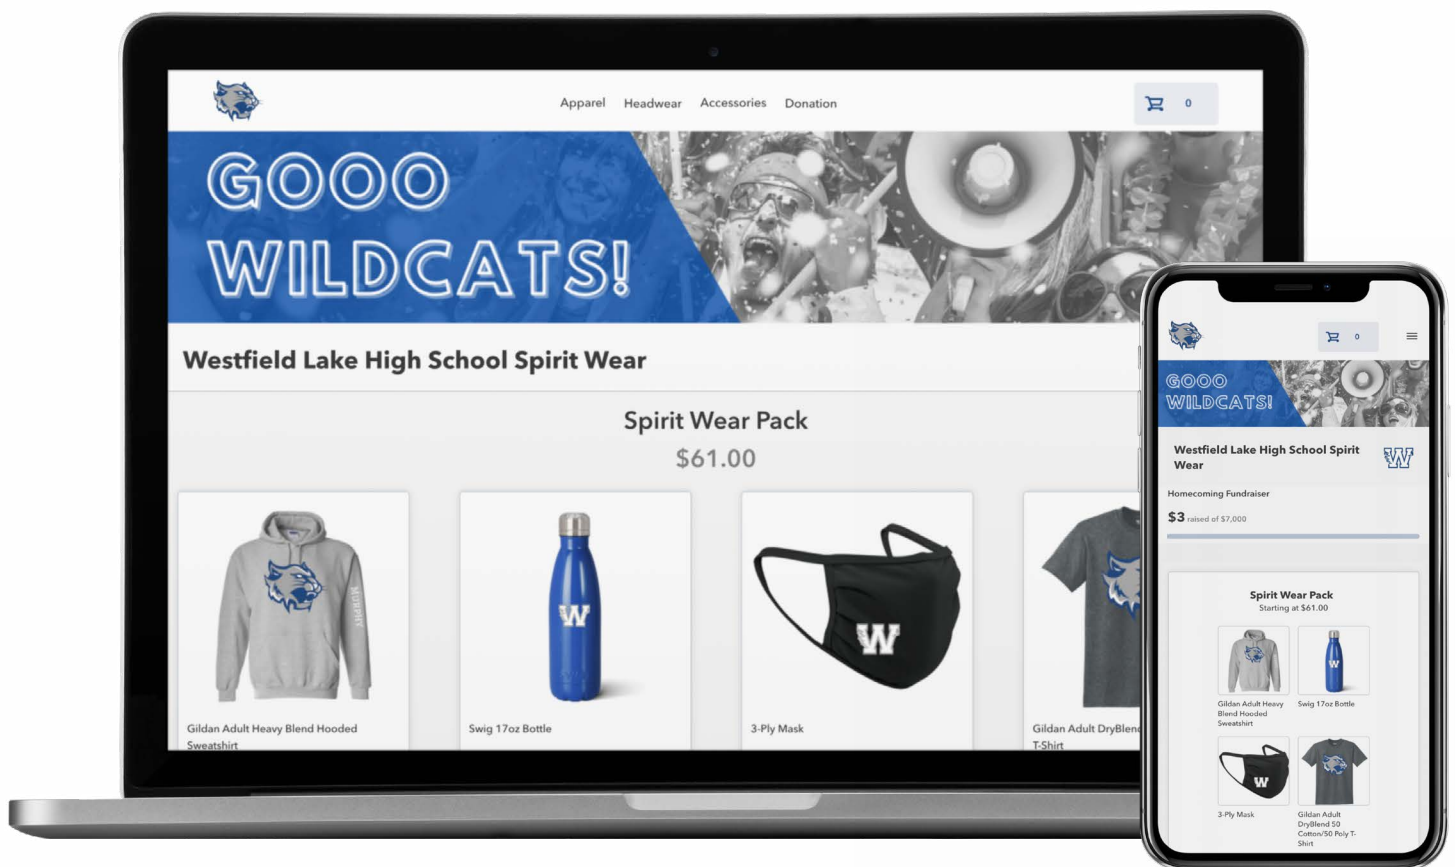 Apparel Headwear Accessories Donation
0
GOOO
WILDCATS!
Westfield Lake High School Spirit Wear
Spirit Wear Pack
$61.00
MURPHY
W
W
Gildan Adult Heavy Blend Hooded
Sweatshirt
Swig 17oz Bottle
3-Ply Mask
Gildan Adult DryBlend
T-Shirt
0
GOOO
WILDCATS!
Westfield Lake High School Spirit
Wear
W
Homecoming Fundraiser
$3 raised of $7,000
Spirit Wear Pack
Starting at $61.00
W
Gildan Adult Heavy
Blend Hooded
Sweatshirt
Swig 17oz Bottle
W
3-Ply Mask
Gildan Adult
DryBlend 50
Cotton/50 Poly T-
Shirt